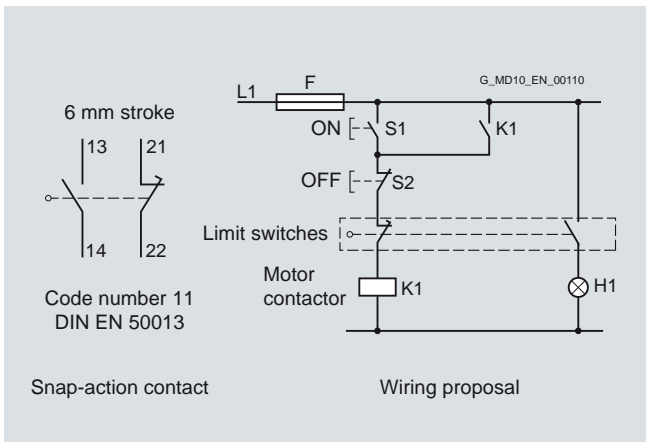 6 mm stroke
13 21
14 22
Code number 11
DIN EN 50013
Snap-action contact
G_MD10_EN_00110
L1 F
ON S1 K1
OFF S2
Limit switches
Motor
contactor K1 H1
Wiring proposal